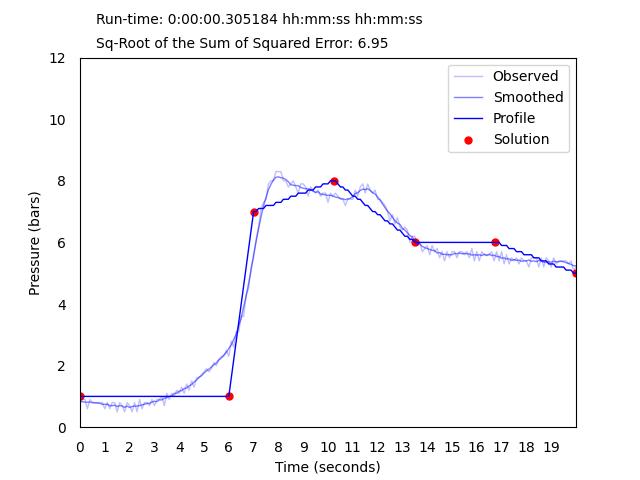 Run-time: 0:00:00.305184 hh:mm:ss hh:mm:ss
Sq-Root of the Sum of Squared Error: 6.95
12
10
8
6
4
2
0
Pressure (bars)
Observed
Smoothed
Profile
Solution
0 1 2 3 4 5 6 7 8 9 10 11 12 13 14 15 16 17 18 19
Time (seconds)